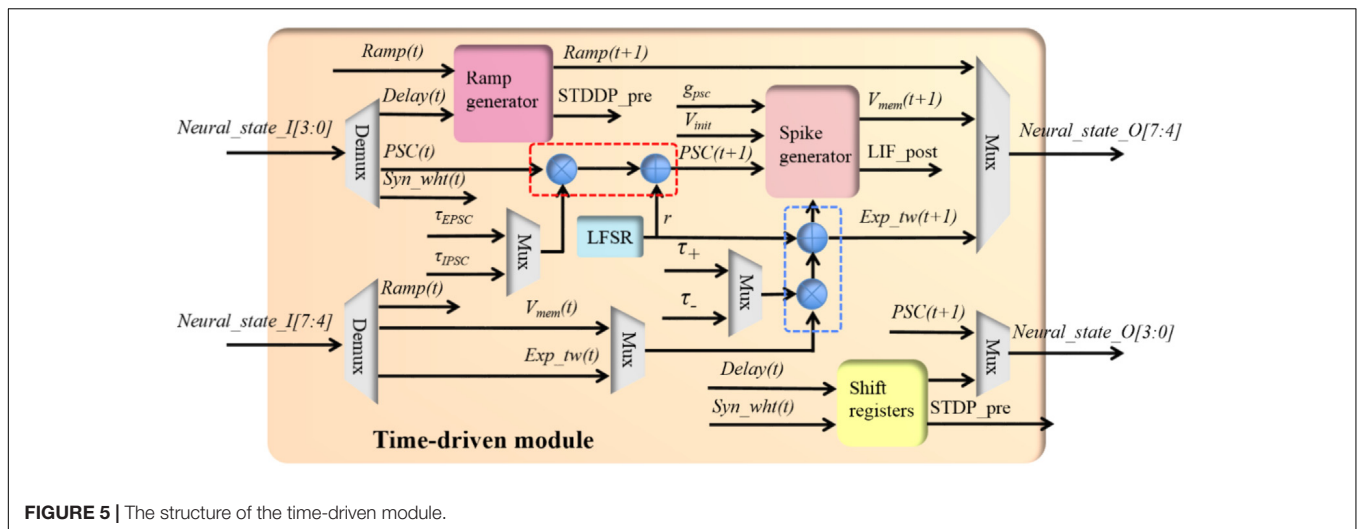 Ramp(t)
Ramp(t+1)
Ramp generator
Delay(t)
STDDP_pre
g_psc
V_init
V_mem(t+1)
Spike generator
LIF_post
Mux
Neural_state_O[7:4]
Neural_state_I[3:0]
Demux
PSC(t)
Syn_wht(t)
PSC(t+1)
τ_EPSC
τ_IPSC
Mux
LFSR
r
Exp_tw(t+1)
τ_+
τ_-
Mux
Neural_state_I[7:4]
Demux
Ramp(t)
V_mem(t)
Exp_tw(t)
Mux
PSC(t+1)
Mux
Neural_state_O[3:0]
Delay(t)
Syn_wht(t)
Shift registers
STDP_pre
Time-driven module
FIGURE 5 | The structure of the time-driven module.